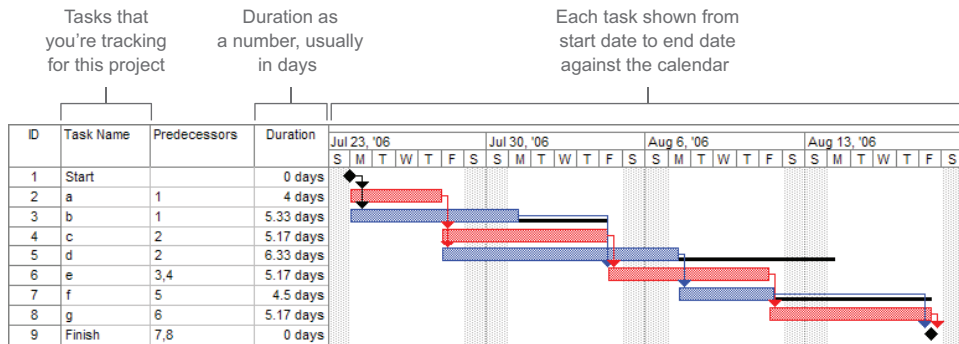 Tasks that
you're tracking
for this project
Duration as
a number, usually
in days
Each task shown from
start date to end date
against the calendar
ID Task Name Predecessors Duration
Jul 23, '06 Jul 30, '06 Aug 6, '06 Aug 13, '06
S M T W T F S S M T W T F S S M T W T F S S M T W T F S
1 Start 0 days
2 a 1 4 days
3 b 1 5.33 days
4 c 2 5.17 days
5 d 2 6.33 days
6 e 3,4 5.17 days
7 f 5 4.5 days
8 g 6 5.17 days
9 Finish 7,8 0 days